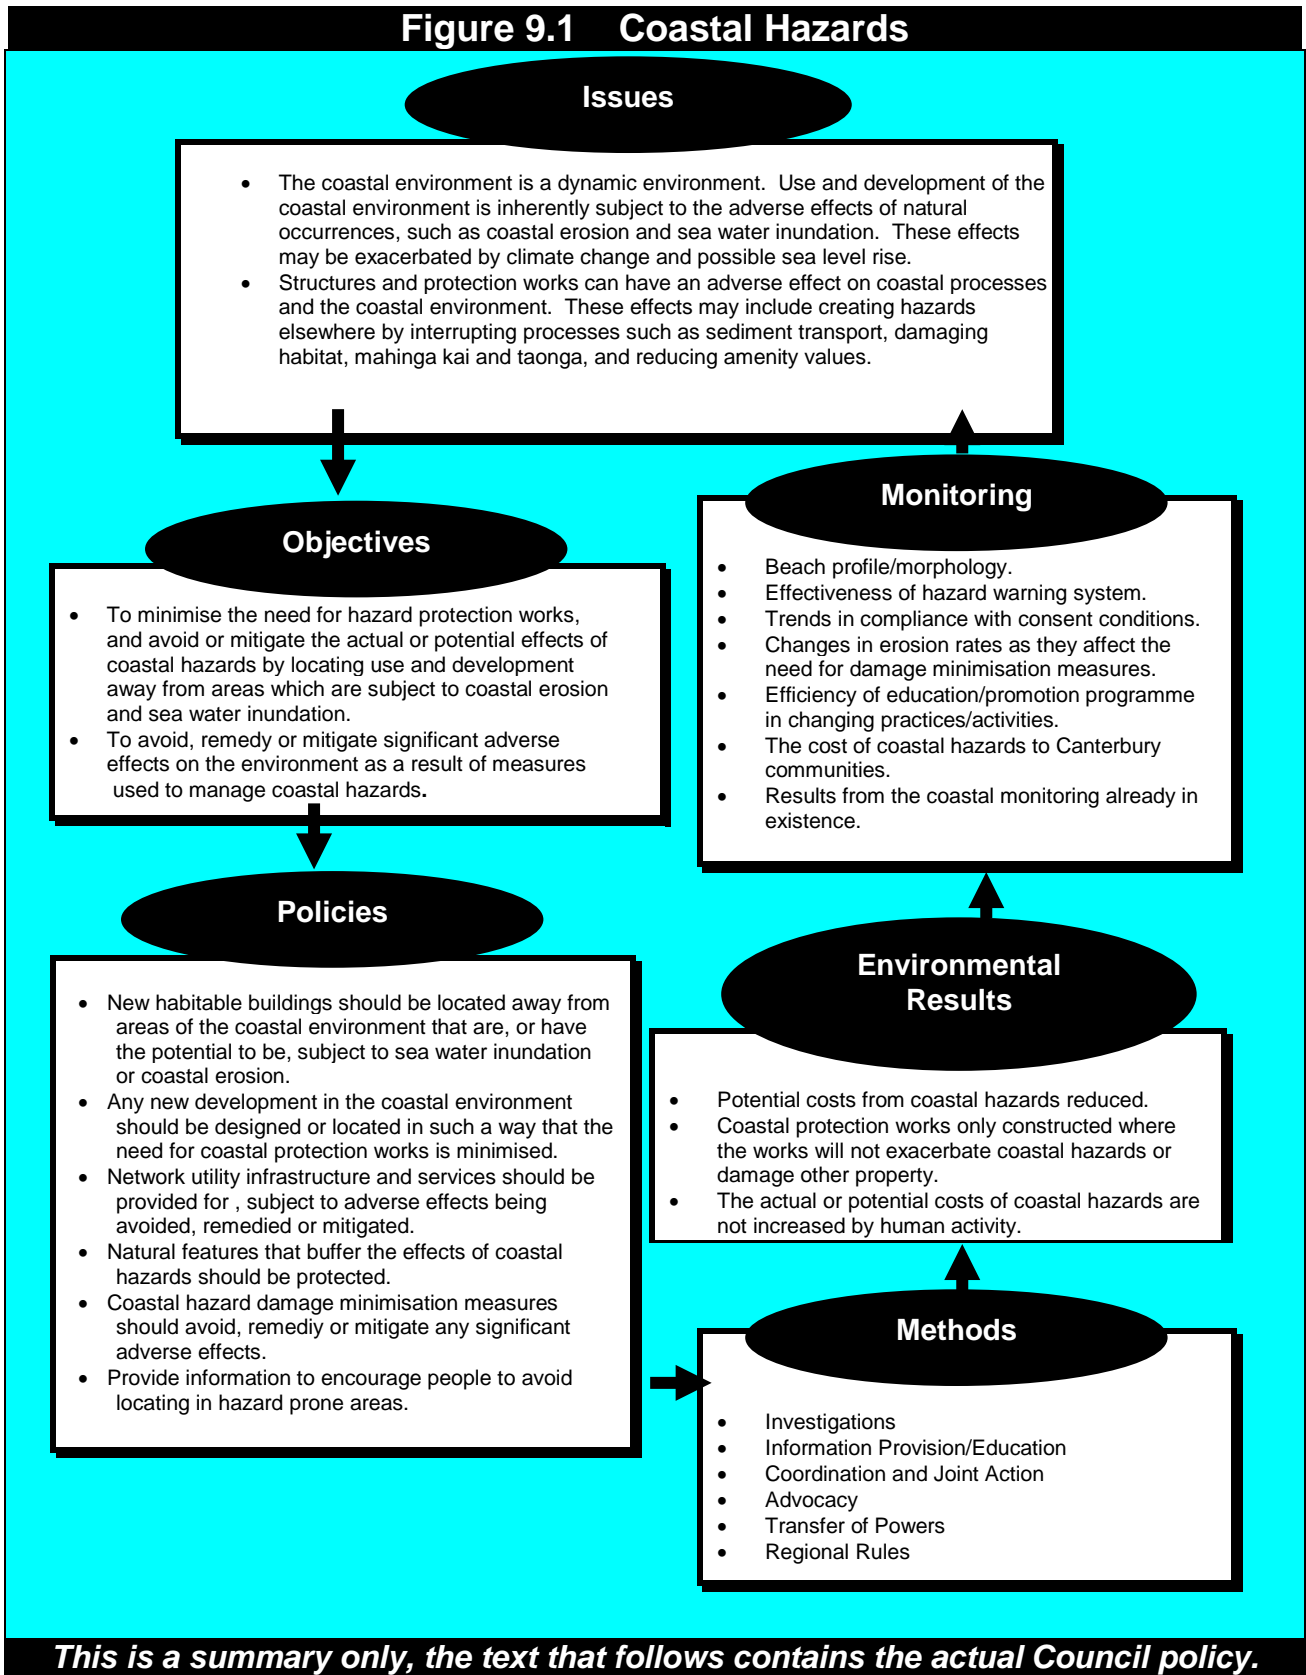 Figure 9.1 Coastal Hazards
Issues
• The coastal environment is a dynamic environment. Use and development of the
coastal environment is inherently subject to the adverse effects of natural
occurrences, such as coastal erosion and sea water inundation. These effects
may be exacerbated by climate change and possible sea level rise.
• Structures and protection works can have an adverse effect on coastal processes
and the coastal environment. These effects may include creating hazards
elsewhere by interrupting processes such as sediment transport, damaging
habitat, mahinga kai and taonga, and reducing amenity values.
Objectives
• To minimise the need for hazard protection works,
and avoid or mitigate the actual or potential effects of
coastal hazards by locating use and development
away from areas which are subject to coastal erosion
and sea water inundation.
• To avoid, remedy or mitigate significant adverse
effects on the environment as a result of measures
used to manage coastal hazards.
Policies
• New habitable buildings should be located away from
areas of the coastal environment that are, or have
the potential to be, subject to sea water inundation
or coastal erosion.
• Any new development in the coastal environment
should be designed or located in such a way that the
need for coastal protection works is minimised.
• Network utility infrastructure and services should be
provided for , subject to adverse effects being
avoided, remedied or mitigated.
• Natural features that buffer the effects of coastal
hazards should be protected.
• Coastal hazard damage minimisation measures
should avoid, remediy or mitigate any significant
adverse effects.
• Provide information to encourage people to avoid
locating in hazard prone areas.
Methods
• Investigations
• Information Provision/Education
• Coordination and Joint Action
• Advocacy
• Transfer of Powers
• Regional Rules
Environmental
Results
• Potential costs from coastal hazards reduced.
• Coastal protection works only constructed where
the works will not exacerbate coastal hazards or
damage other property.
• The actual or potential costs of coastal hazards are
not increased by human activity.
Monitoring
• Beach profile/morphology.
• Effectiveness of hazard warning system.
• Trends in compliance with consent conditions.
• Changes in erosion rates as they affect the
need for damage minimisation measures.
• Efficiency of education/promotion programme
in changing practices/activities.
• The cost of coastal hazards to Canterbury
communities.
• Results from the coastal monitoring already in
existence.
This is a summary only, the text that follows contains the actual Council policy.